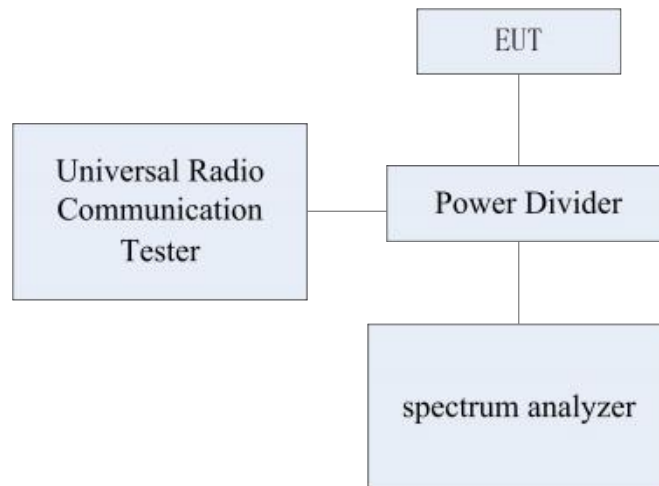 EUT
Universal Radio
Communication
Tester
Power Divider
spectrum analyzer